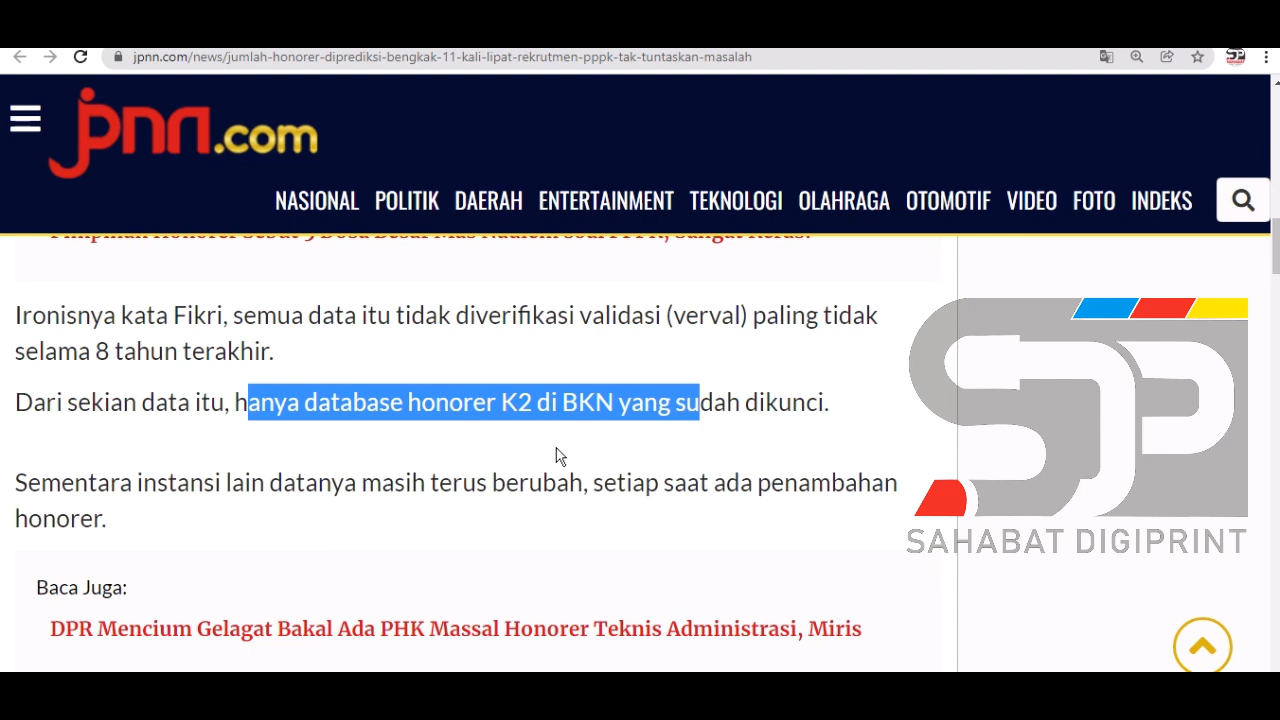 jpnn.com/news/jumlah-honorer-diprediksi-bengkak-11-kali-lipat-rekrutmen-pppk-tak-tuntaskan-masalah
jpnn.com
NASIONAL POLITIK DAERAH ENTERTAINMENT TEKNOLOGI OLAHRAGA OTOMOTIF VIDEO FOTO INDEKS
Ironisnya kata Fikri, semua data itu tidak diverifikasi validasi (verval) paling tidak
selama 8 tahun terakhir.
Dari sekian data itu, hanya database honorer K2 di BKN yang sudah dikunci.
Sementara instansi lain datanya masih terus berubah, setiap saat ada penambahan
honorer.
SDP
SAHABAT DIGIPRINT
Baca Juga:
DPR Mencium Gelagat Bakal Ada PHK Massal Honorer Teknis Administrasi, Miris